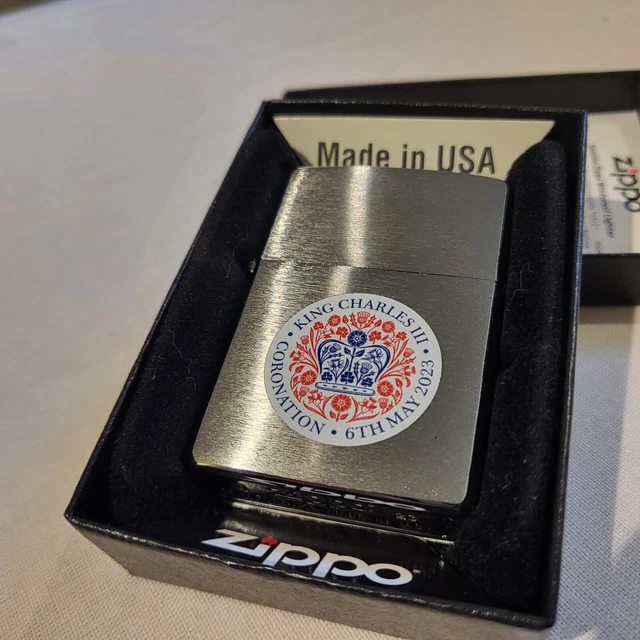 Made in USA
• KING CHARLES III • CORONATION • 6TH MAY 2023
zippo
zippo